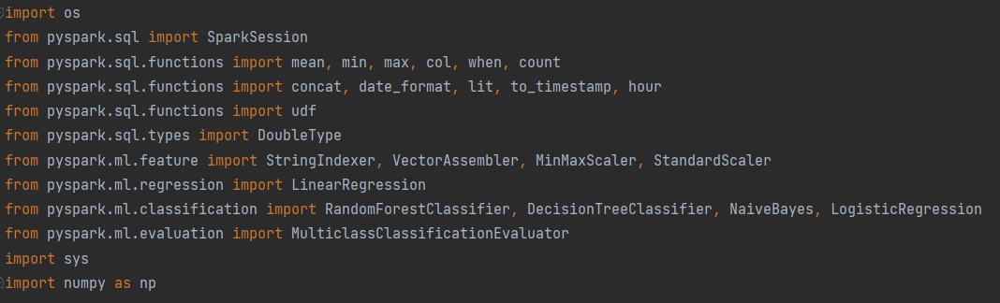 import os
from pyspark.sql import SparkSession
from pyspark.sql.functions import mean, min, max, col, when, count
from pyspark.sql.functions import concat, date_format, lit, to_timestamp, hour
from pyspark.sql.functions import udf
from pyspark.sql.types import DoubleType
from pyspark.ml.feature import StringIndexer, VectorAssembler, MinMaxScaler, StandardScaler
from pyspark.ml.regression import LinearRegression
from pyspark.ml.classification import RandomForestClassifier, DecisionTreeClassifier, NaiveBayes, LogisticRegression
from pyspark.ml.evaluation import MulticlassClassificationEvaluator
import sys
import numpy as np